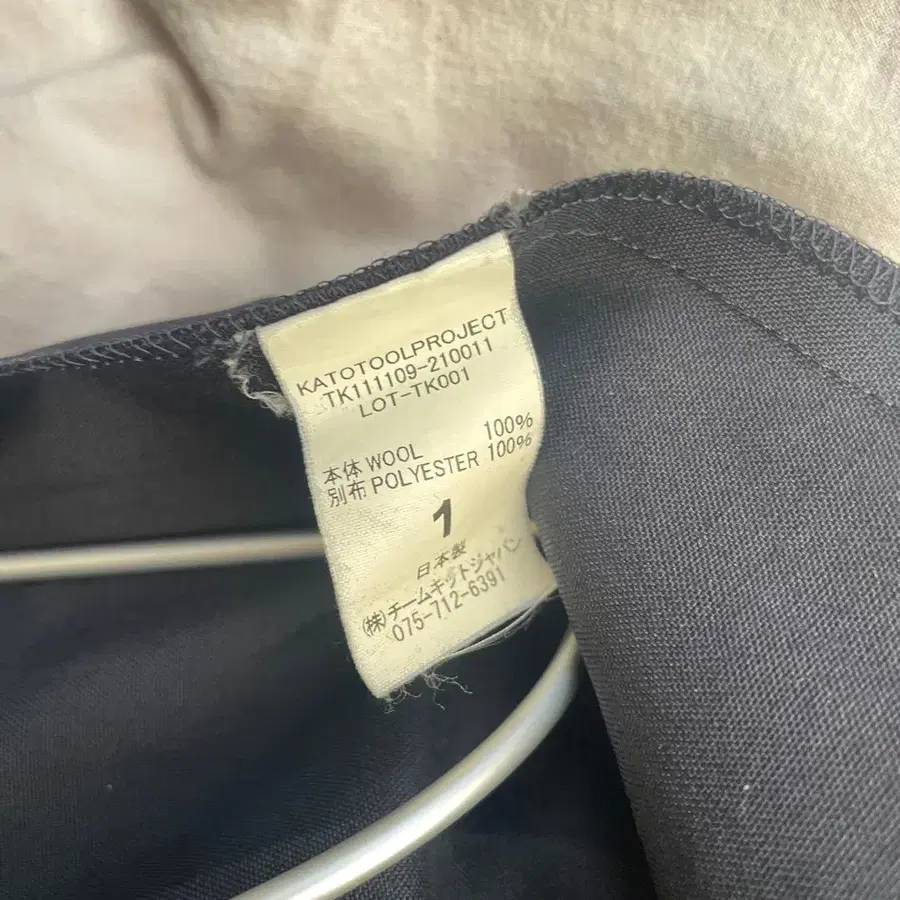 KATOTOOLPROJECT
TK111109-210011
LOT-TK001
本体 WOOL 100%
別布 POLYESTER 100%
1
日本製
(株)チームキットジャパン
075-712-6391